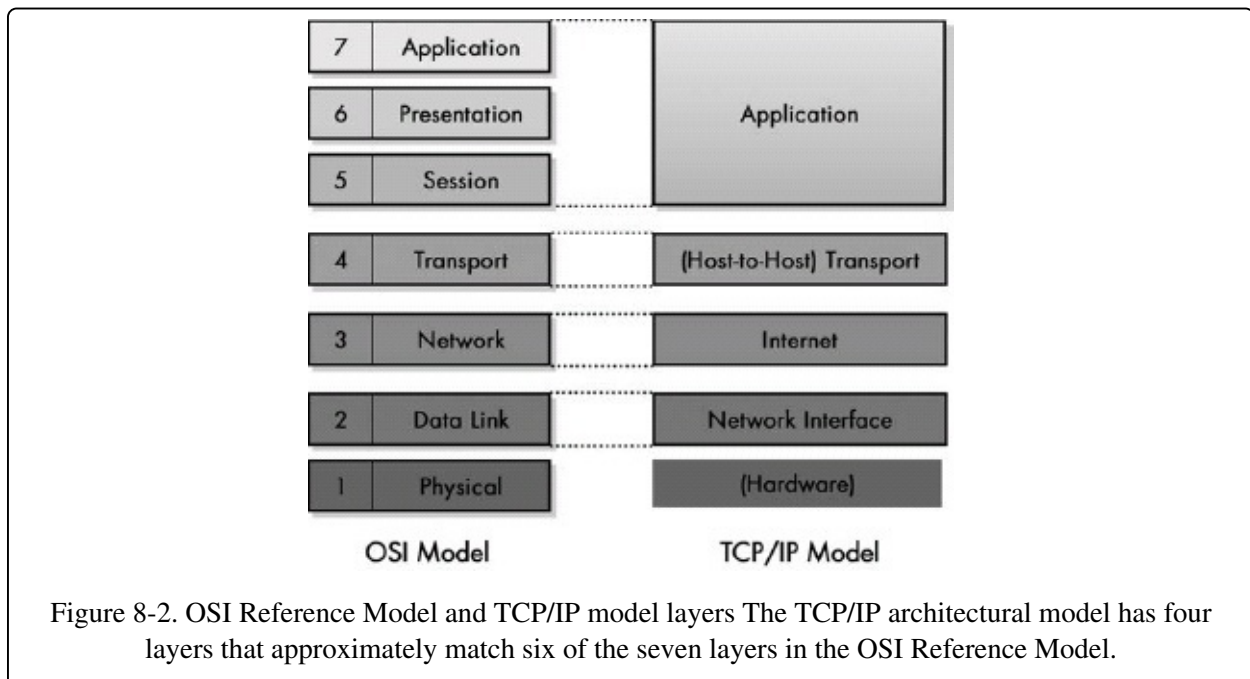 7 Application
6 Presentation
5 Session
4 Transport
3 Network
2 Data Link
1 Physical
OSI Model
Application
(Host-to-Host) Transport
Internet
Network Interface
(Hardware)
TCP/IP Model
Figure 8-2. OSI Reference Model and TCP/IP model layers The TCP/IP architectural model has four
layers that approximately match six of the seven layers in the OSI Reference Model.